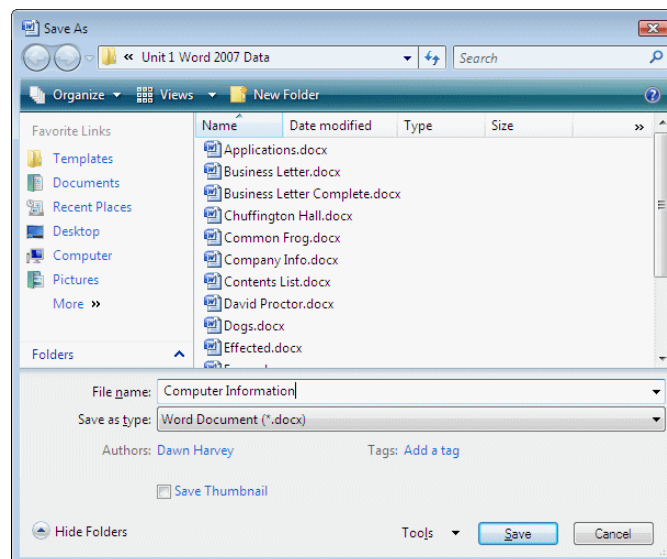 Save As
« Unit 1 Word 2007 Data
Search
Organize Views New Folder ?
Favorite Links
Templates
Documents
Recent Places
Desktop
Computer
Pictures
More »
Folders
Name Date modified Type Size »
Applications.docx
Business Letter.docx
Business Letter Complete.docx
Chuffington Hall.docx
Common Frog.docx
Company Info.docx
Contents List.docx
David Proctor.docx
Dogs.docx
Effected.docx
File name: Computer Information
Save as type: Word Document (*.docx)
Authors: Dawn Harvey Tags: Add a tag
Save Thumbnail
Hide Folders Tools Save Cancel